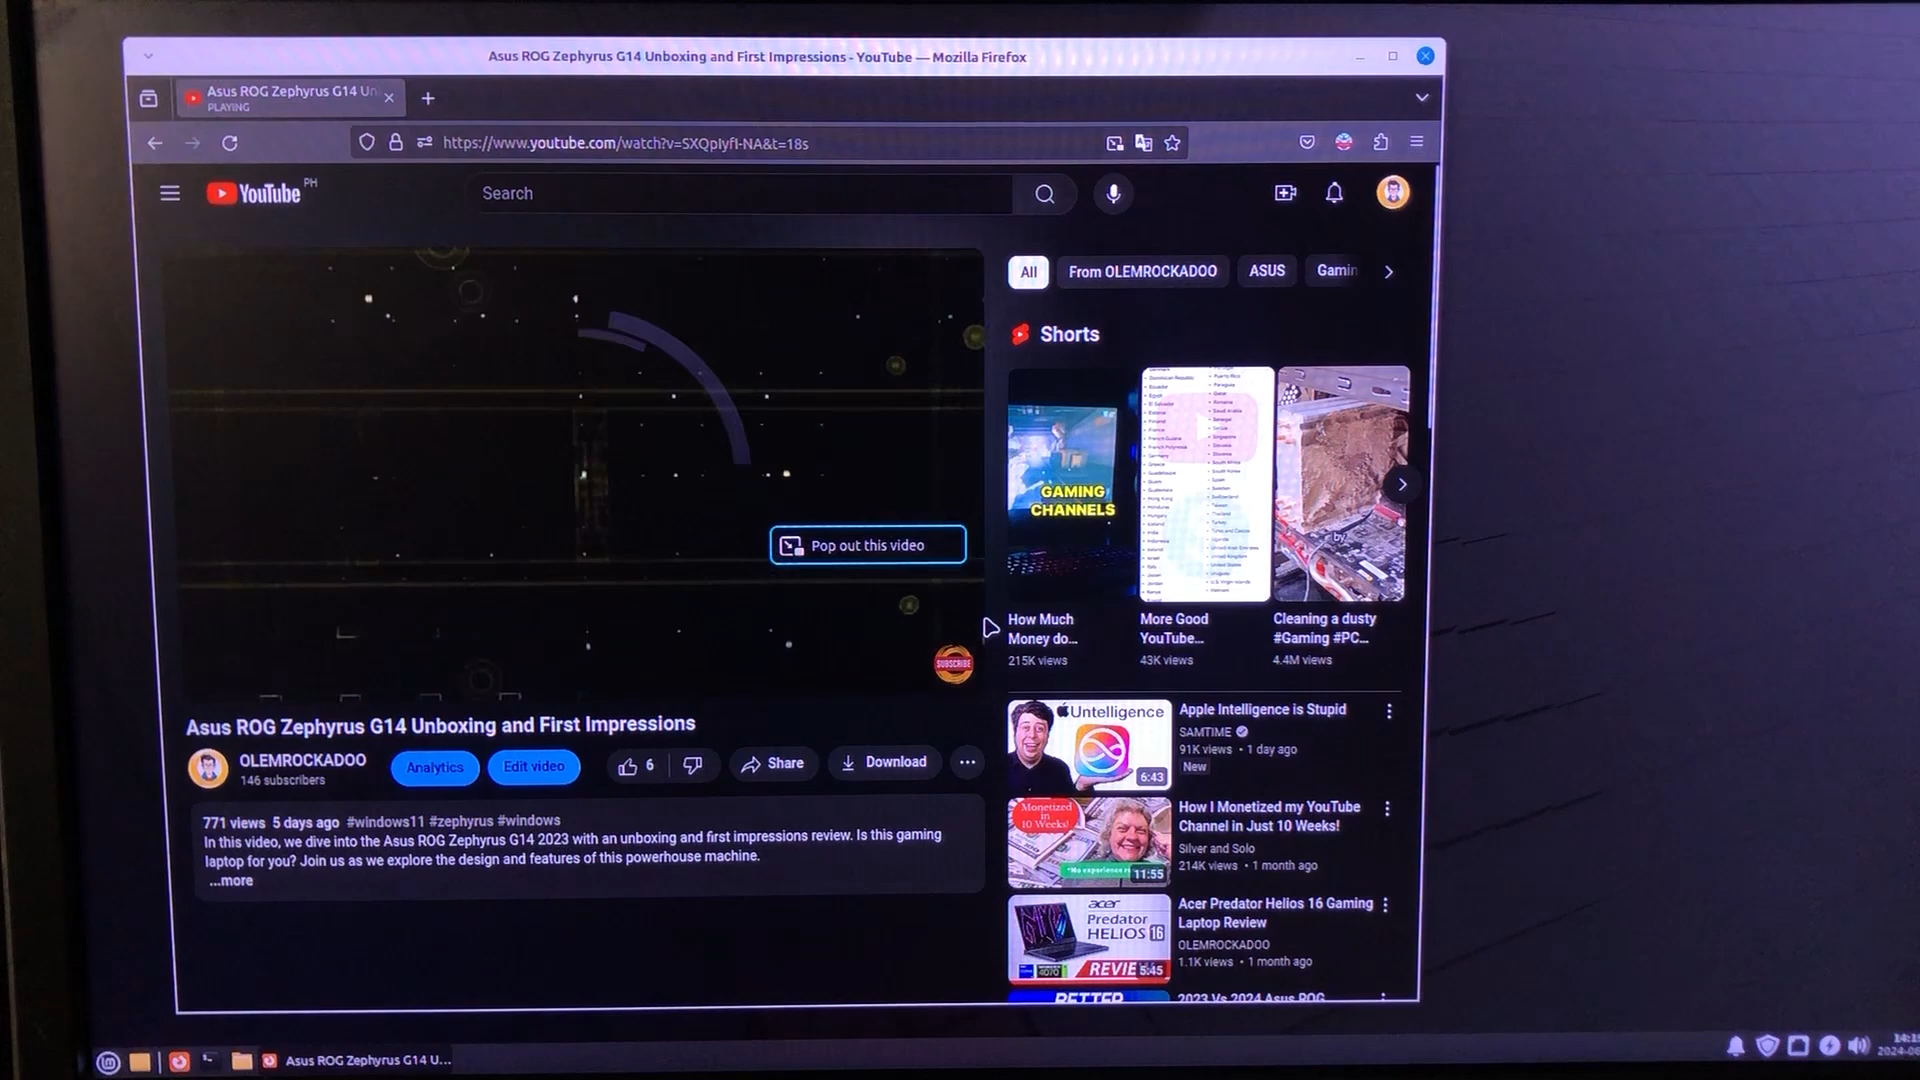 Asus ROG Zephyrus G14 Unboxing and First Impressions - YouTube — Mozilla Firefox
Asus ROG Zephyrus G14 Un
PLAYING
https://www.youtube.com/watch?v=SXQpIyfI-NA&t=18s
YouTube PH
Search
All
From OLEMROCKADOO
ASUS
Gamin
Shorts
GAMING
CHANNELS
by
Pop out this video
SUBSCRIBE
How Much
Money do...
215K views
More Good
YouTube...
43K views
Cleaning a dusty
#Gaming #PC...
4.4M views
Asus ROG Zephyrus G14 Unboxing and First Impressions
OLEMROCKADOO
146 subscribers
Analytics
Edit video
6
Share
Download
771 views 5 days ago #windows11 #zephyrus #windows
In this video, we dive into the Asus ROG Zephyrus G14 2023 with an unboxing and first impressions review. Is this gaming
laptop for you? Join us as we explore the design and features of this powerhouse machine.
...more
Untelligence
6:43
Apple Intelligence is Stupid
SAMTIME
91K views • 1 day ago
New
Monetized
in
10 Weeks!
11:55
How I Monetized my YouTube
Channel in Just 10 Weeks!
Silver and Solo
214K views • 1 month ago
acer
Predator
HELIOS 16
4070
REVIE
5:45
Acer Predator Helios 16 Gaming
Laptop Review
OLEMROCKADOO
1.1K views • 1 month ago
BETTER
2023 Vs 2024 Asus ROG
Asus ROG Zephyrus G14 U...